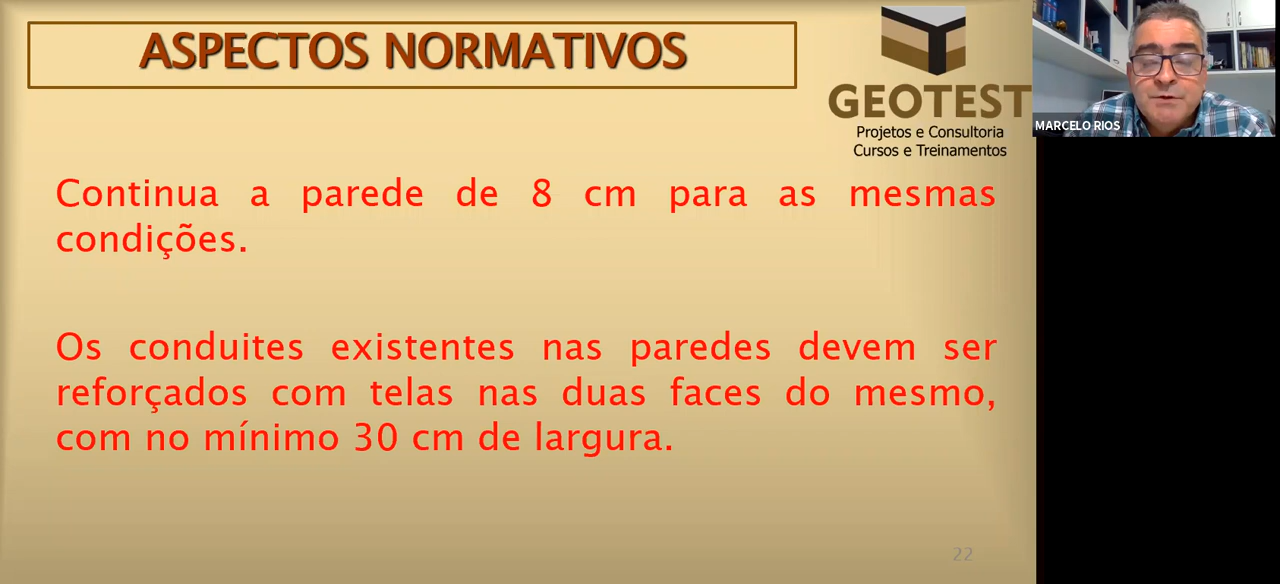 ASPECTOS NORMATIVOS
GEOTEST
Projetos e Consultoria
Cursos e Treinamentos
MARCELO RIOS
Continua a parede de 8 cm para as mesmas
condições.
Os conduites existentes nas paredes devem ser
reforçados com telas nas duas faces do mesmo,
com no mínimo 30 cm de largura.
22